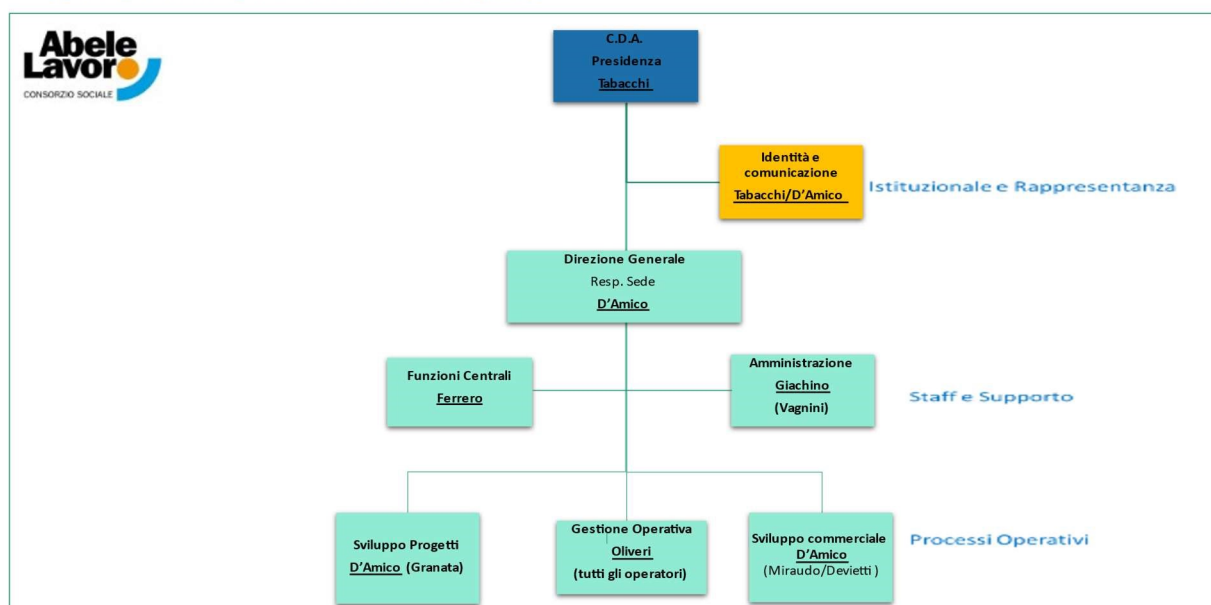 Abele
Lavoro
CONSORZIO SOCIALE
C.D.A.
Presidenza
Tabacchi
Identità e
comunicazione
Tabacchi/D'Amico
Istituzionale e Rappresentanza
Direzione Generale
Resp. Sede
D'Amico
Funzioni Centrali
Ferrero
Amministrazione
Giachino
(Vagnini)
Staff e Supporto
Sviluppo Progetti
D'Amico (Granata)
Gestione Operativa
Oliveri
(tutti gli operatori)
Sviluppo commerciale
D'Amico
(Miraudo/Devietti )
Processi Operativi